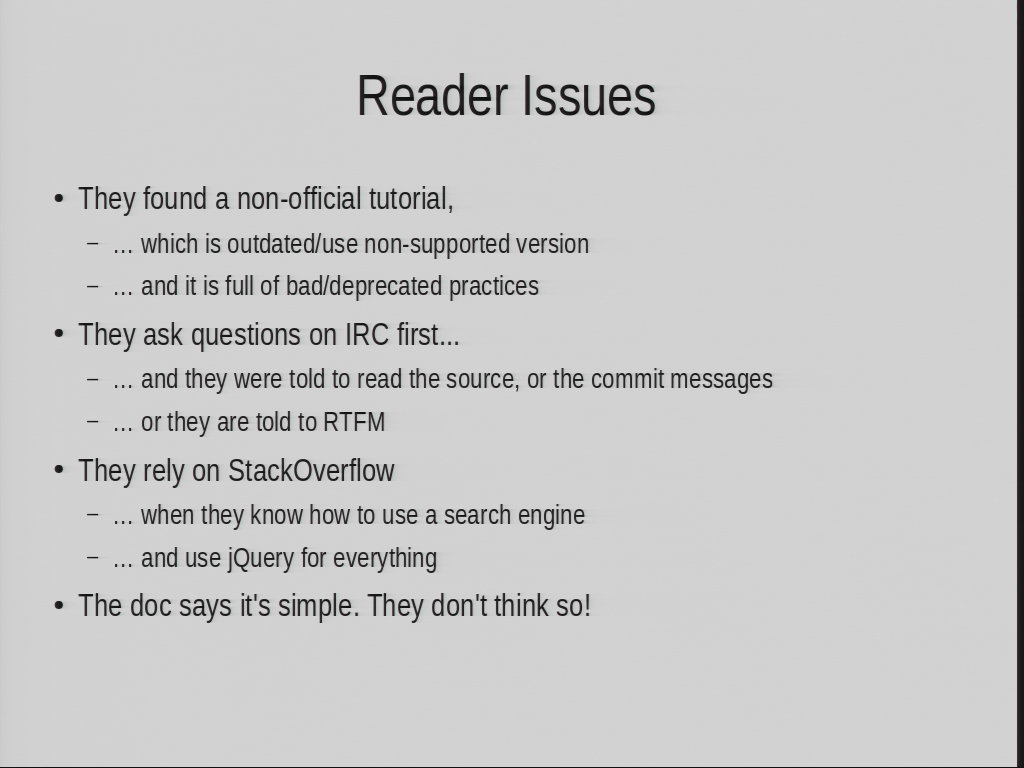 Reader Issues
• They found a non-official tutorial,
– … which is outdated/use non-supported version
– … and it is full of bad/deprecated practices
• They ask questions on IRC first...
– … and they were told to read the source, or the commit messages
– … or they are told to RTFM
• They rely on StackOverflow
– … when they know how to use a search engine
– … and use jQuery for everything
• The doc says it's simple. They don't think so!